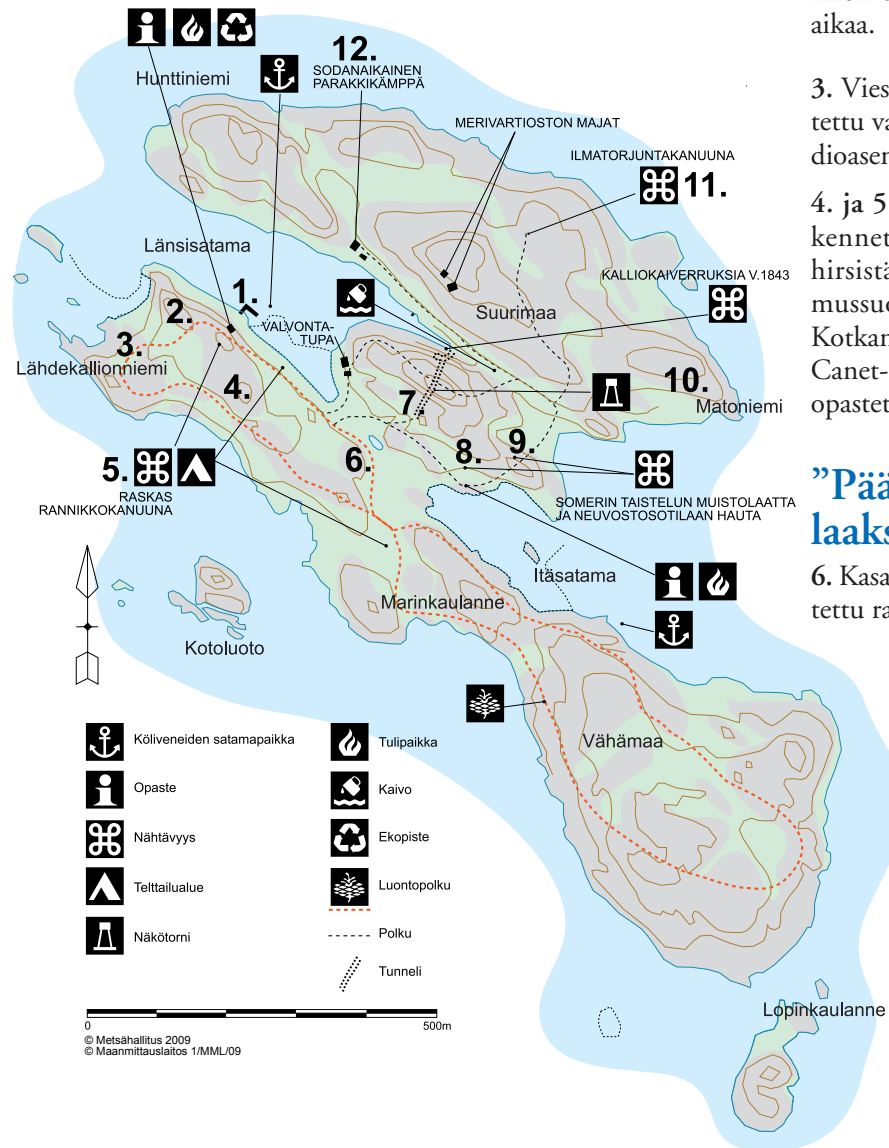 12.
SODANAIKAINEN
PARAKKIKÄMPPÄ
Hunttiniemi
MERIVARTIOSTON MAJAT
ILMATORJUNTAKANUUNA
11.
Länsisatama
KALLIOKAIVERRUKSIA V.1843
1.
2.
VALVONTA-
TUPA
Suurimaa
3.
Lähdekallionniemi
4.
7.
10.
Matoniemi
5.
RASKAS
RANNIKKOKANUUNA
6.
8.
9.
SOMERIN TAISTELUN MUISTOLAATTA
JA NEUVOSTOSOTILAAN HAUTA
Itäsatama
Marinkaulanne
Kotoluoto
Vähämaa
Lopinkaulanne
Köliveneiden satamapaikka
Opaste
Nähtävyys
Telttailualue
Näkötorni
Tulipaikka
Kaivo
Ekopiste
Luontopolku
Polku
Tunneli
0
500m
© Metsähallitus 2009
© Maanmittauslaitos 1/MML/09
aikaa.
3. Vies
tettu va
dioasen
4. ja 5
kennet
hirsistä
mussuo
Kotkan
Canet-
opastet
”Pää
laaks
6. Kasa
tettu ra